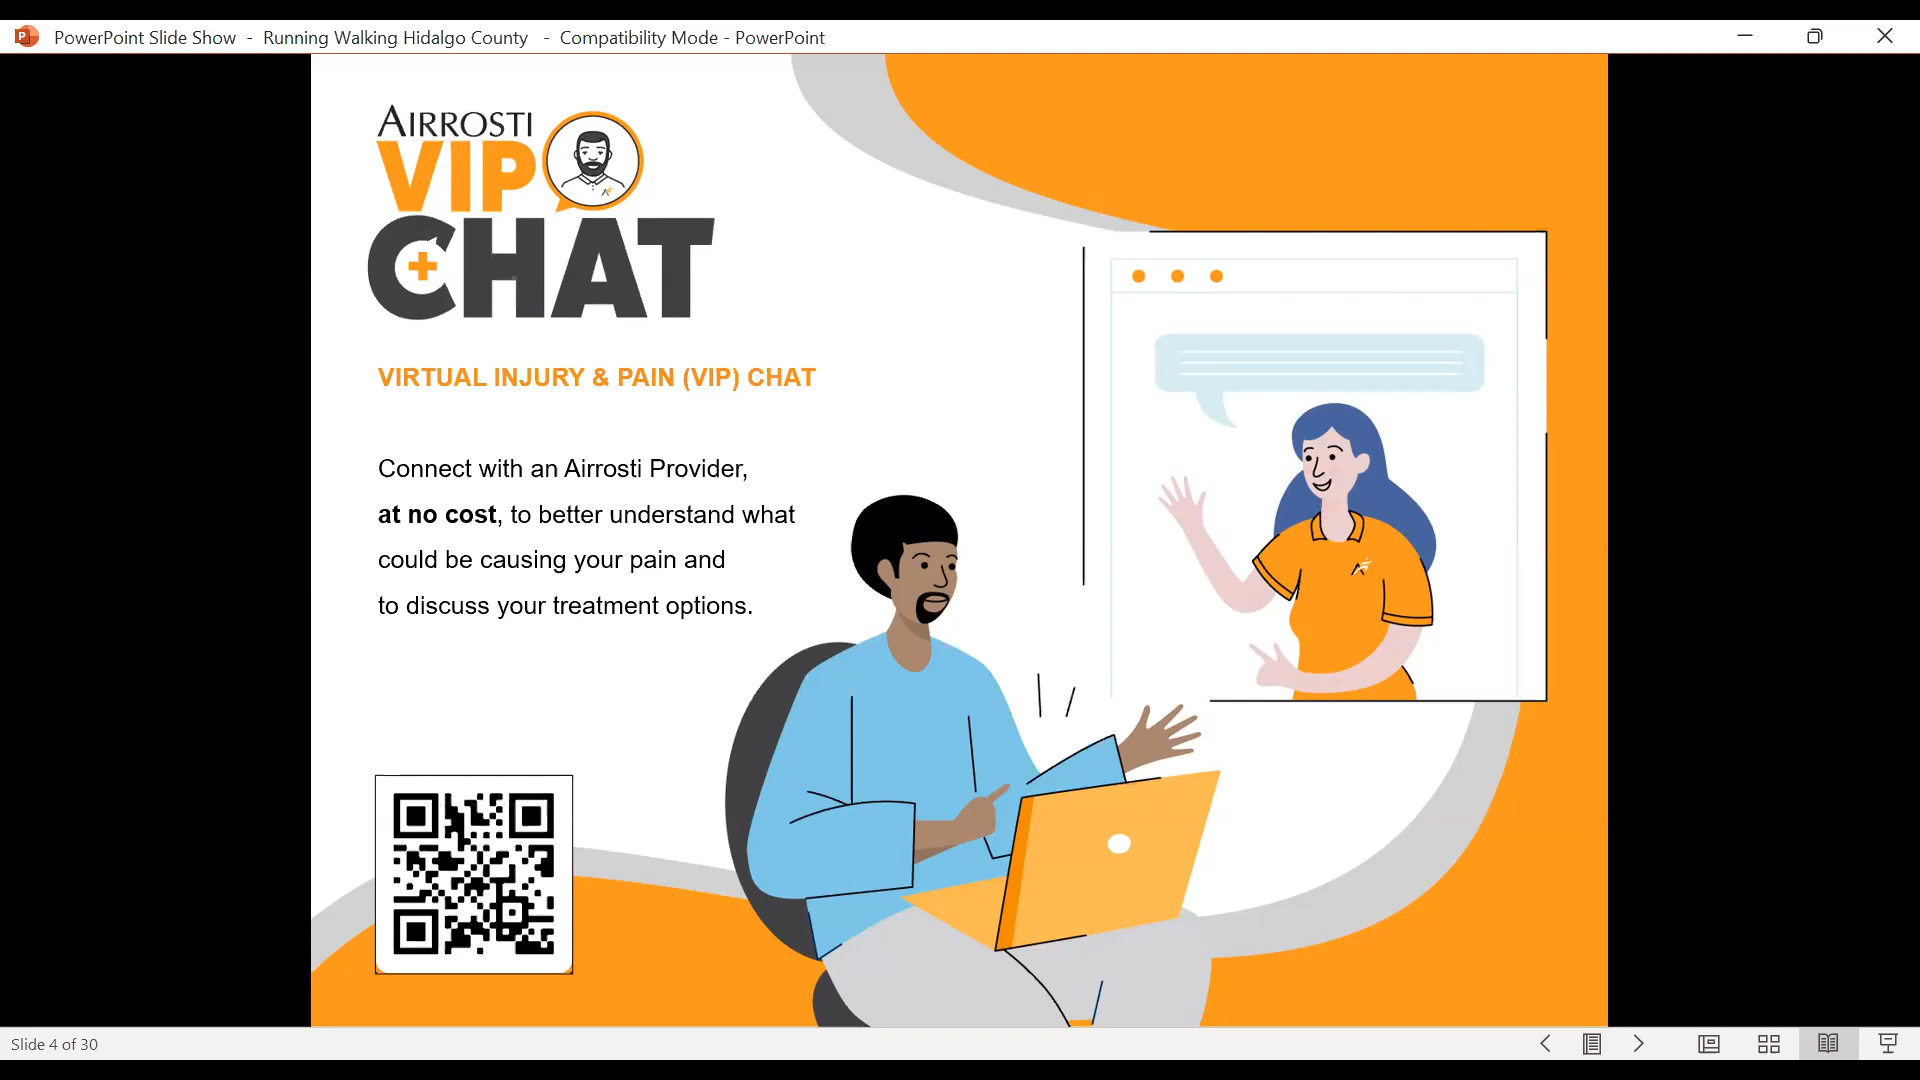 PowerPoint Slide Show - Running Walking Hidalgo County - Compatibility Mode - PowerPoint
AIRROSTI
VIP
CHAT
VIRTUAL INJURY & PAIN (VIP) CHAT
Connect with an Airrosti Provider,
at no cost, to better understand what
could be causing your pain and
to discuss your treatment options.
Slide 4 of 30